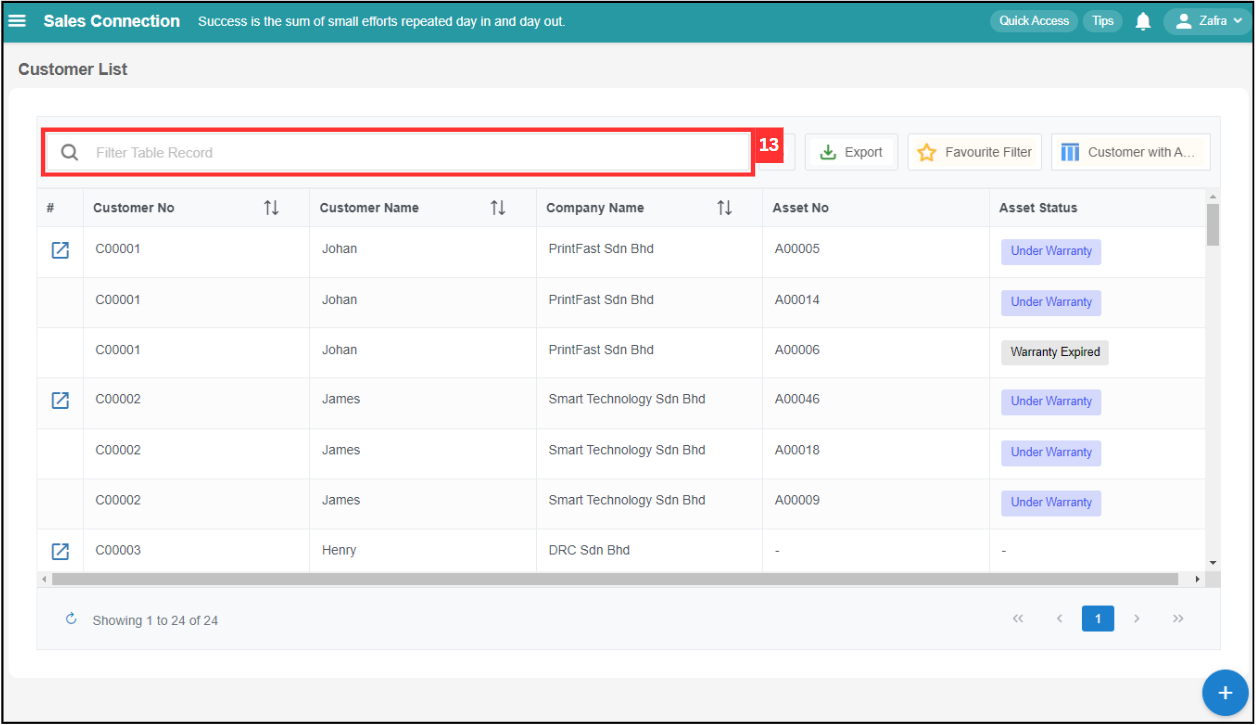 Sales Connection Success is the sum of small efforts repeated day in and day out. Quick Access Tips Zafra
Customer List
Filter Table Record 13 Export Favourite Filter Customer with A...
# Customer No Customer Name Company Name Asset No Asset Status
C00001 Johan PrintFast Sdn Bhd A00005 Under Warranty
C00001 Johan PrintFast Sdn Bhd A00014 Under Warranty
C00001 Johan PrintFast Sdn Bhd A00006 Warranty Expired
C00002 James Smart Technology Sdn Bhd A00046 Under Warranty
C00002 James Smart Technology Sdn Bhd A00018 Under Warranty
C00002 James Smart Technology Sdn Bhd A00009 Under Warranty
C00003 Henry DRC Sdn Bhd - -
Showing 1 to 24 of 24 << < 1 > >>
+